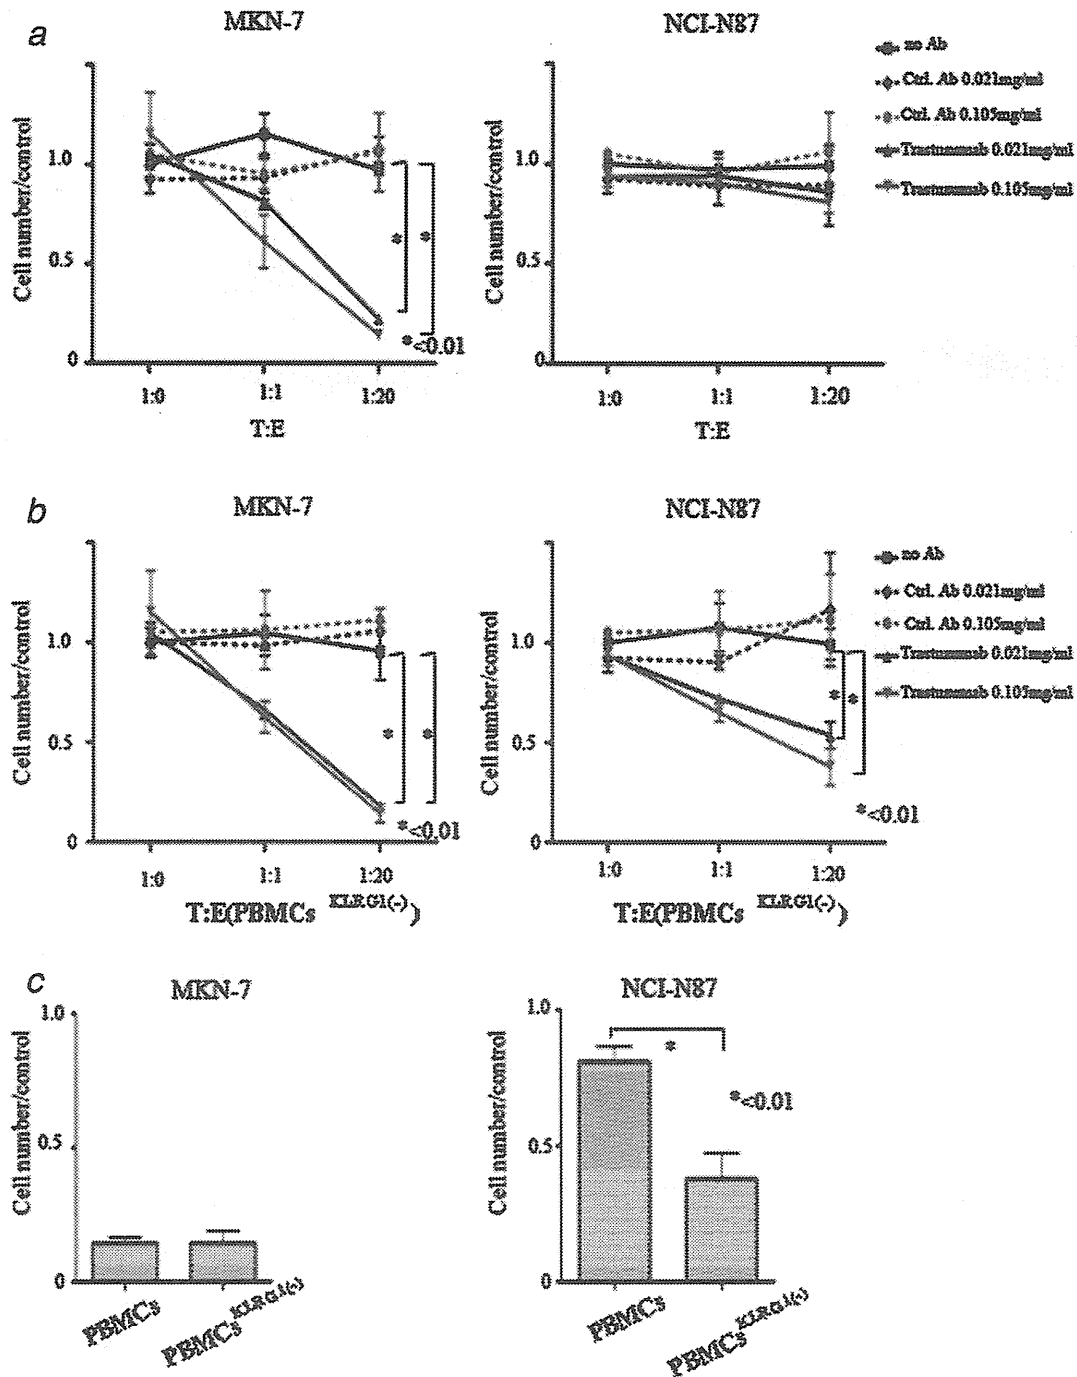 a
MKN-7
NCI-N87
Cell number/control
1.0
0.5
0
1:0
1:1
1:20
T:E
*
*
*<0.01
Cell number/control
1.0
0.5
0
1:0
1:1
1:20
T:E
no Ab
Ctrl. Ab 0.021mg/ml
Ctrl. Ab 0.105mg/ml
Trastumamab 0.021mg/ml
Trastumamab 0.105mg/ml
b
MKN-7
NCI-N87
Cell number/control
1.0
0.5
0
1:0
1:1
1:20
T:E(PBMCs KLRG1(-))
*
*
*<0.01
Cell number/control
1.0
0.5
0
1:0
1:1
1:20
T:E(PBMCs KLRG1(-))
*
*
*<0.01
no Ab
Ctrl. Ab 0.021mg/ml
Ctrl. Ab 0.105mg/ml
Trastumamab 0.021mg/ml
Trastumamab 0.105mg/ml
c
MKN-7
NCI-N87
Cell number/control
1.0
0.5
0
PBMCs
PBMCs KLRG1(-)
Cell number/control
1.0
0.5
0
*
*<0.01
PBMCs
PBMCs KLRG1(-)